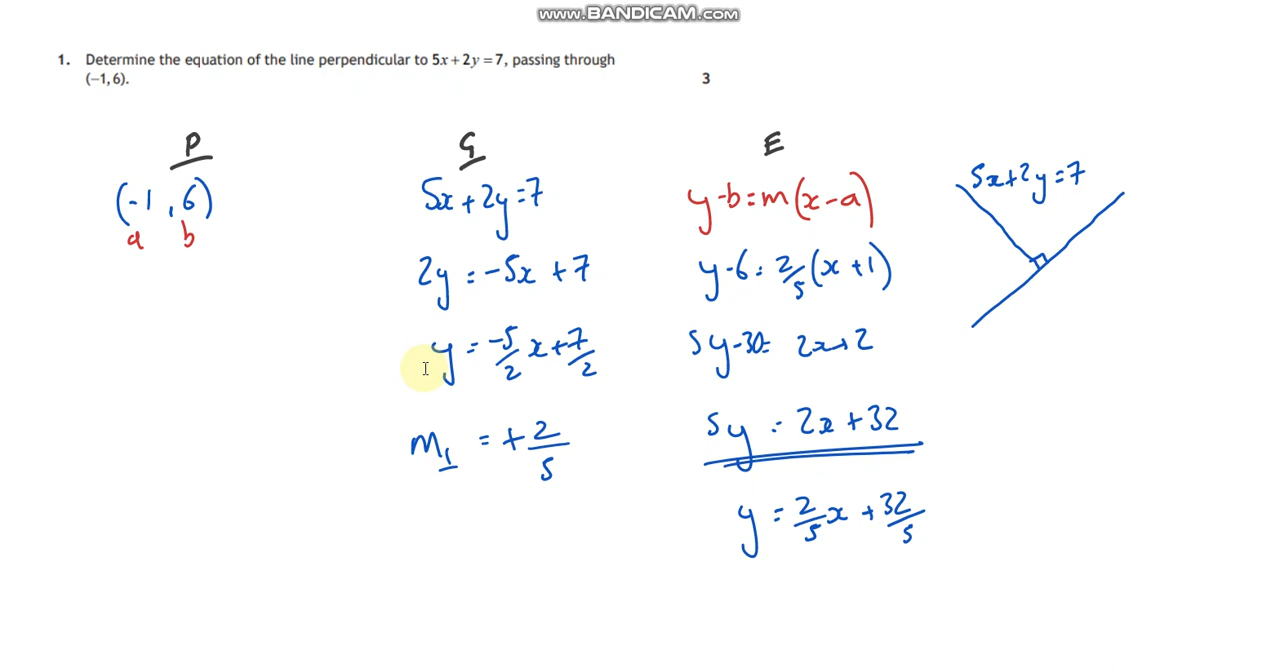 www.BANDICAM.com
1. Determine the equation of the line perpendicular to 5x + 2y = 7, passing through
(−1, 6).
3
P
(-1, 6)
a b
G
5x + 2y = 7
2y = -5x + 7
y = -5/2 x + 7/2
m⊥ = + 2/5
E
y - b = m(x - a)
y - 6 = 2/5 (x + 1)
5y - 30 = 2x + 2
5y = 2x + 32
y = 2/5 x + 32/5
5x + 2y = 7